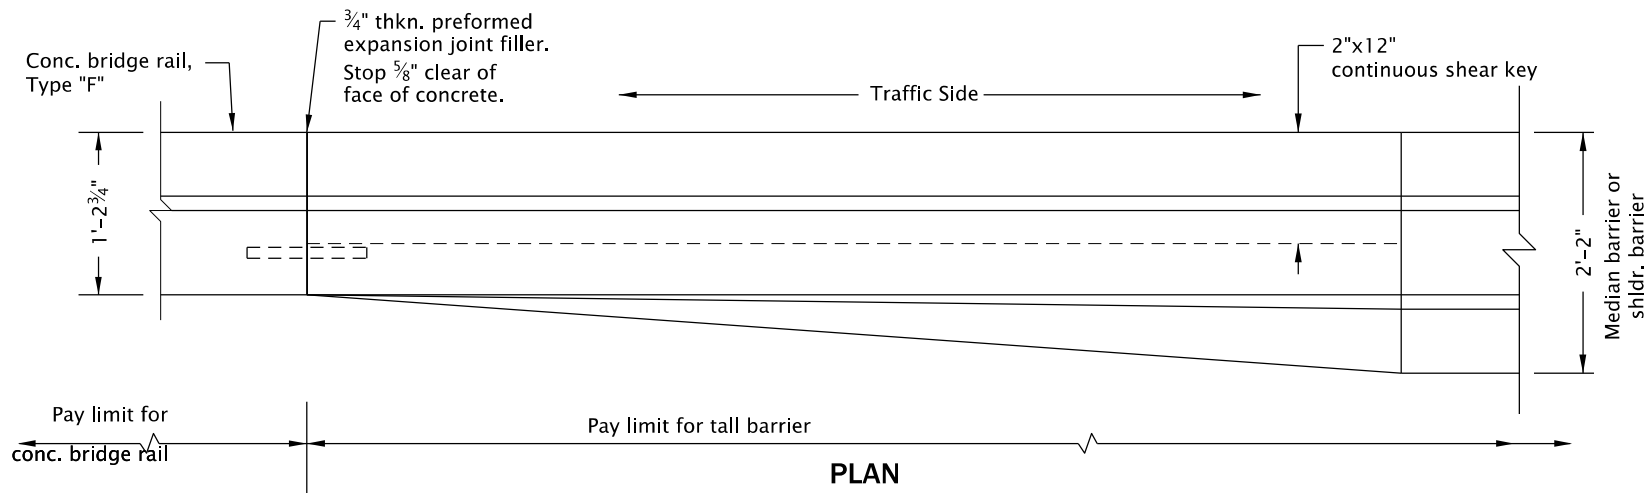 ¾" thkn. preformed
expansion joint filler.
Stop ⅝" clear of
face of concrete.
Conc. bridge rail,
Type "F"
2"x12"
continuous shear key
Traffic Side
1'-2¾"
2'-2"
Median barrier or
shldr. barrier
Pay limit for
conc. bridge rail
Pay limit for tall barrier
PLAN